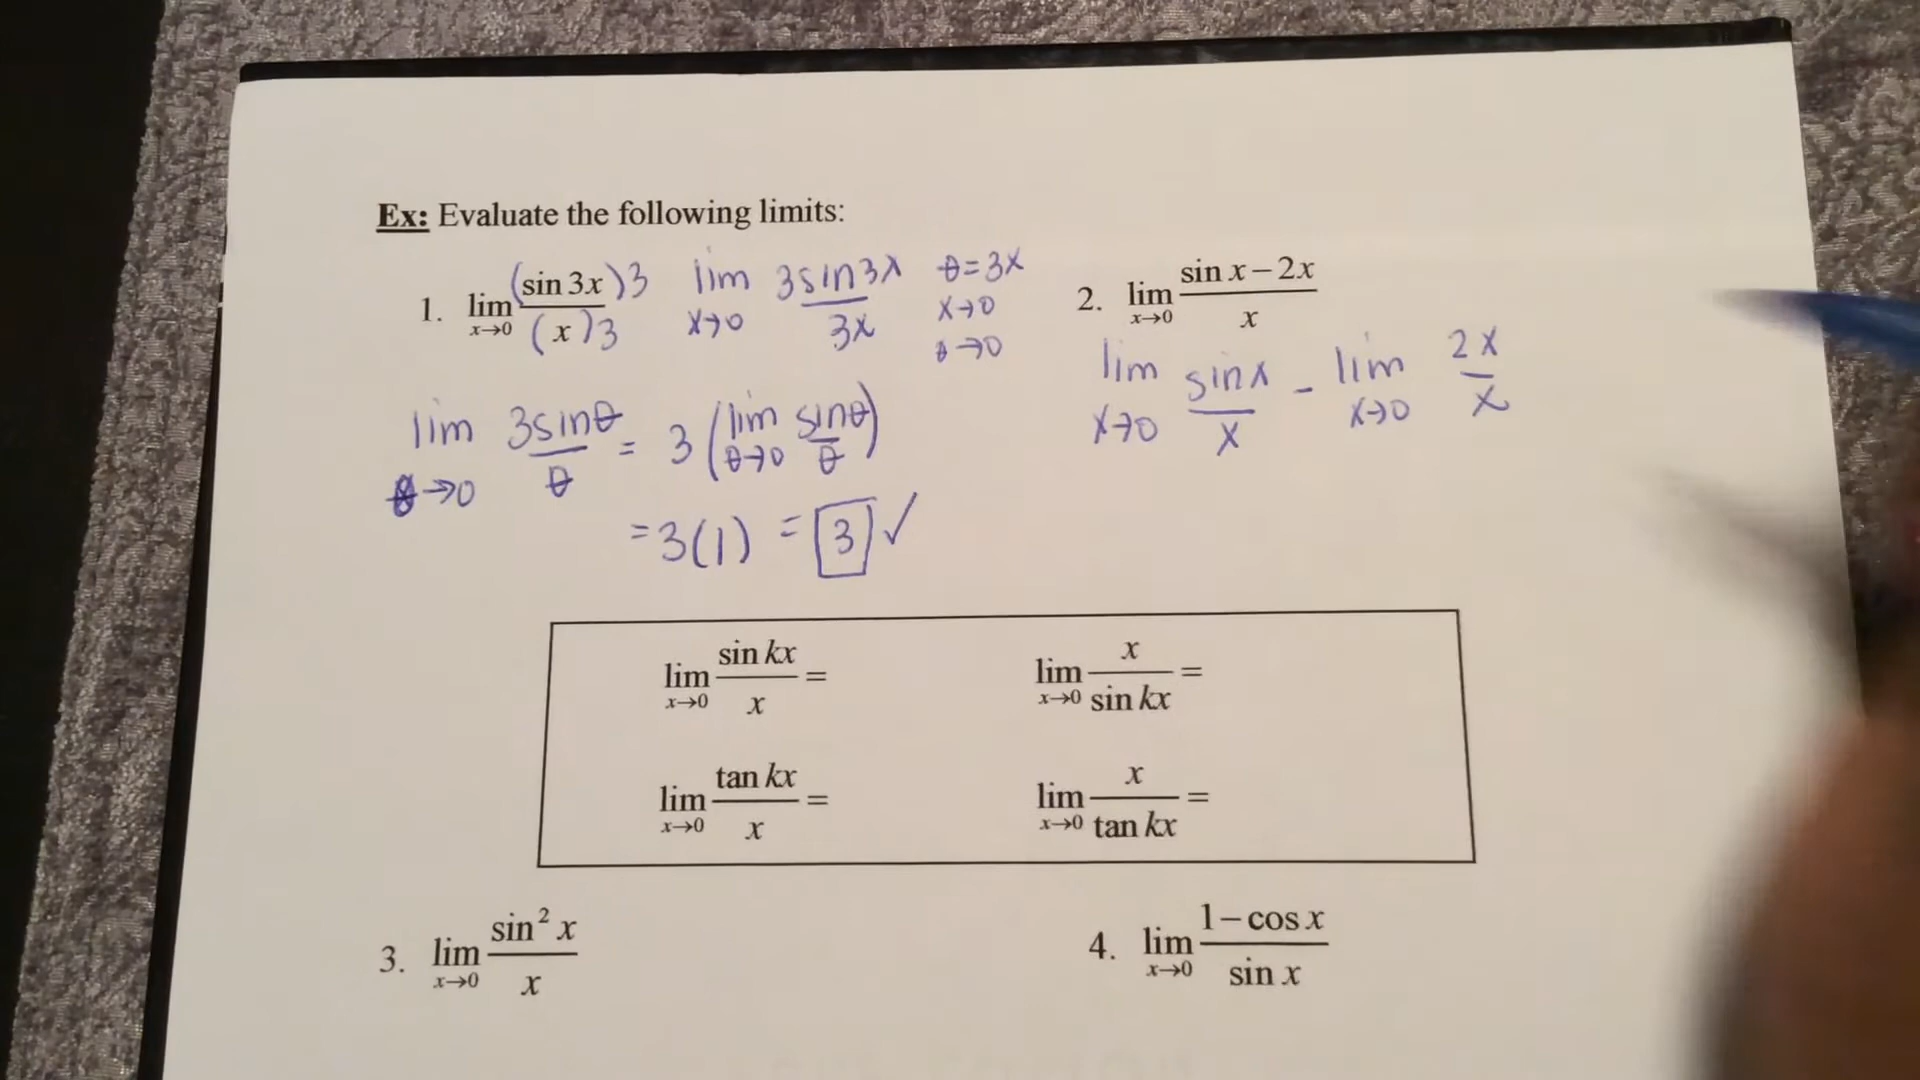 Ex: Evaluate the following limits:
1. lim x→0 (sin 3x)3 / (x)3   lim x→0 3sin3x / 3x   θ=3x
x→0
θ→0
lim θ→0 3sinθ / θ = 3 (lim θ→0 sinθ / θ)
= 3(1) = 3 ✓
2. lim x→0 sin x − 2x / x
lim x→0 sinx / x - lim x→0 2x / x
lim x→0 sin kx / x =   lim x→0 x / sin kx =
lim x→0 tan kx / x =   lim x→0 x / tan kx =
3. lim x→0 sin² x / x
4. lim x→0 1 − cos x / sin x